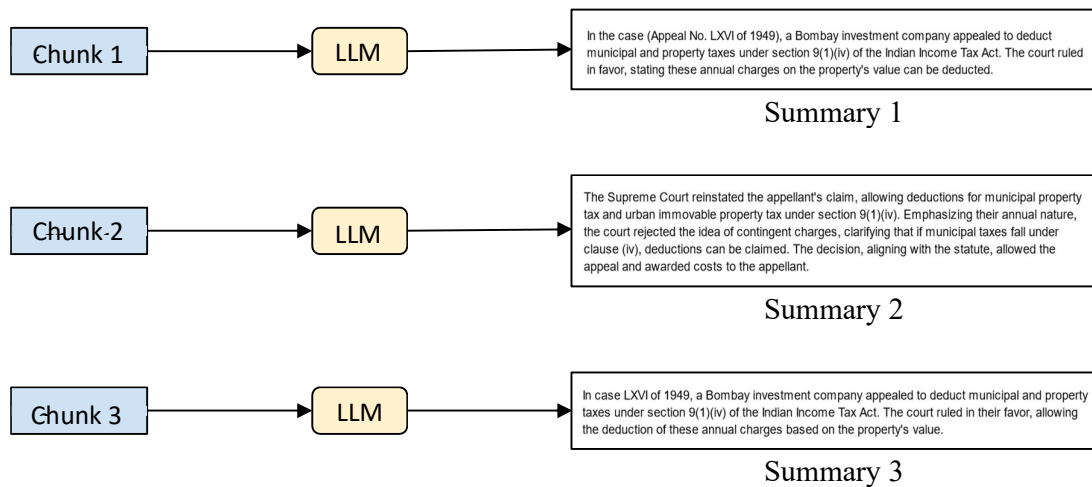 Chunk 1
LLM
In the case (Appeal No. LXVI of 1949), a Bombay investment company appealed to deduct
municipal and property taxes under section 9(1)(iv) of the Indian Income Tax Act. The court ruled
in favor, stating these annual charges on the property's value can be deducted.
Summary 1
Chunk 2
LLM
The Supreme Court reinstated the appellant's claim, allowing deductions for municipal property
tax and urban immovable property tax under section 9(1)(iv). Emphasizing their annual nature,
the court rejected the idea of contingent charges, clarifying that if municipal taxes fall under
clause (iv), deductions can be claimed. The decision, aligning with the statute, allowed the
appeal and awarded costs to the appellant.
Summary 2
Chunk 3
LLM
In case LXVI of 1949, a Bombay investment company appealed to deduct municipal and property
taxes under section 9(1)(iv) of the Indian Income Tax Act. The court ruled in their favor, allowing
the deduction of these annual charges based on the property's value.
Summary 3